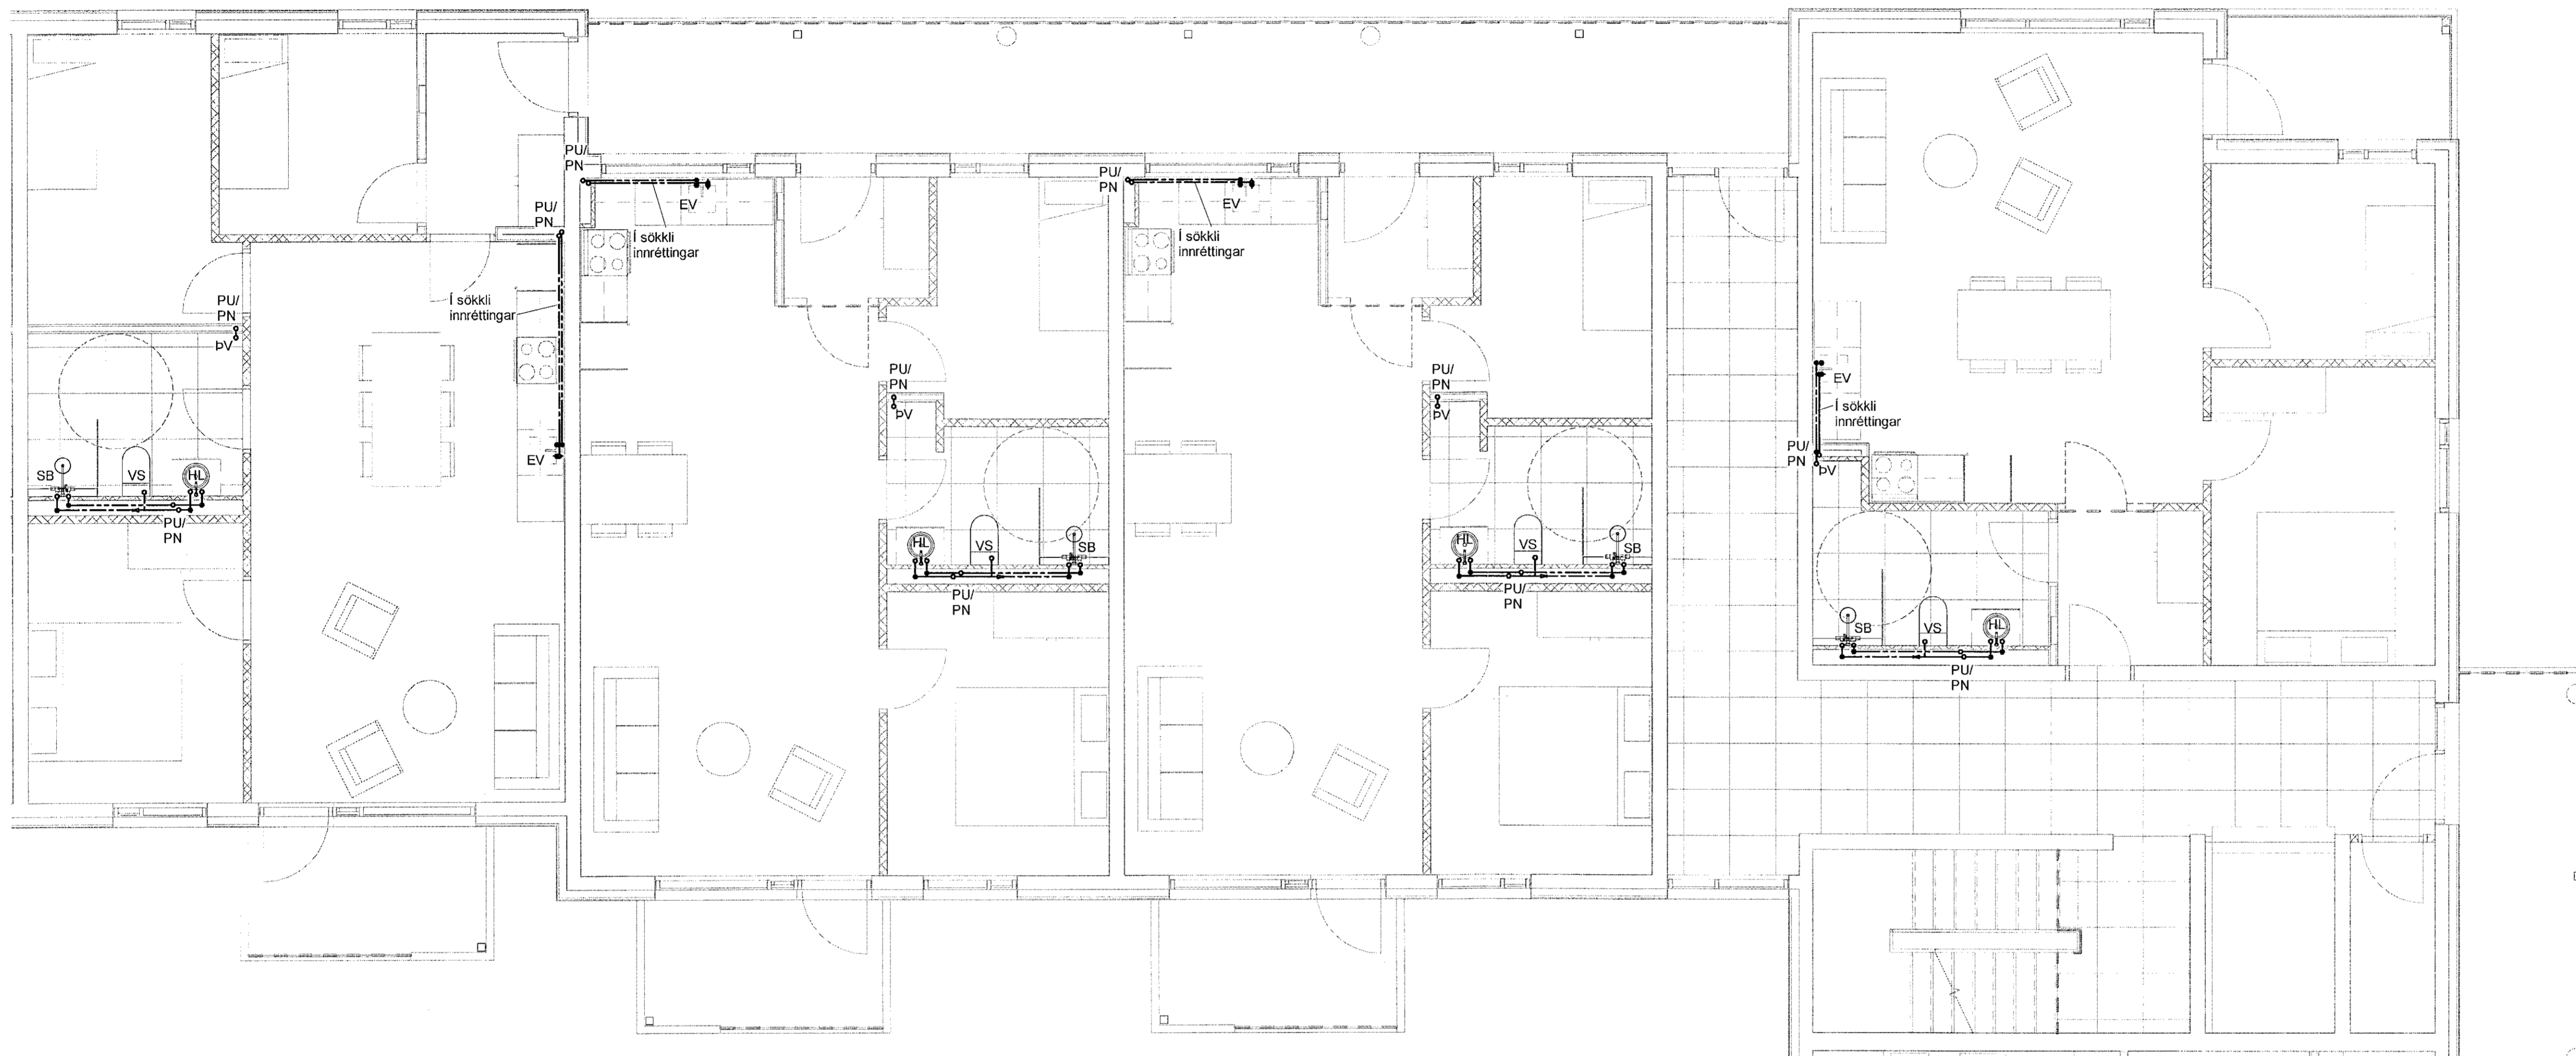 PU/
PN
EV
Í sökkli
innréttingar
PU/
PN
Í sökkli
innréttingar
EV
PU/
PN
ÞV
SB
VS
HL
PU/
PN
PU/
PN
ÞV
HL
VS
SB
PU/
PN
PU/
PN
EV
Í sökkli
innréttingar
PU/
PN
ÞV
HL
VS
SB
PU/
PN
EV
Í sökkli
innréttingar
PU/
PN
ÞV
SB
VS
HL
PU/
PN